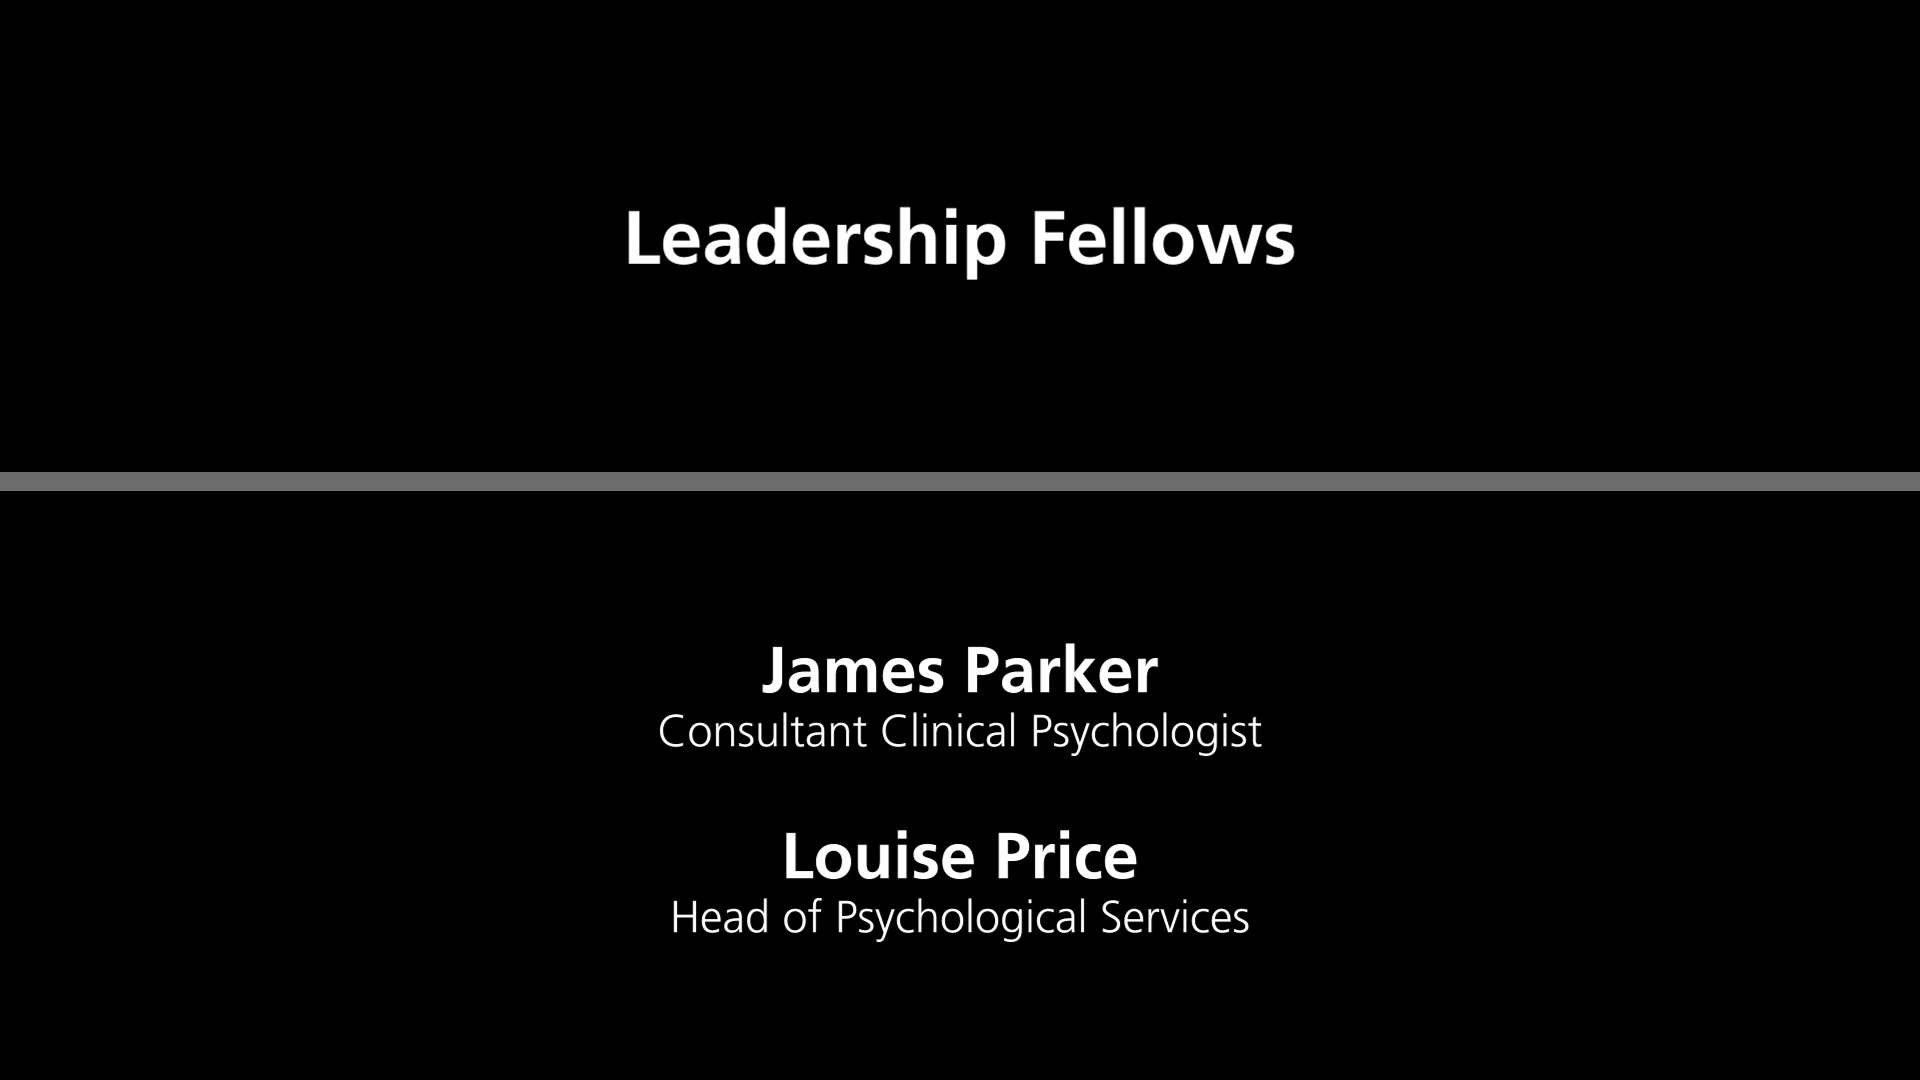 Leadership Fellows
James Parker
Consultant Clinical Psychologist
Louise Price
Head of Psychological Services